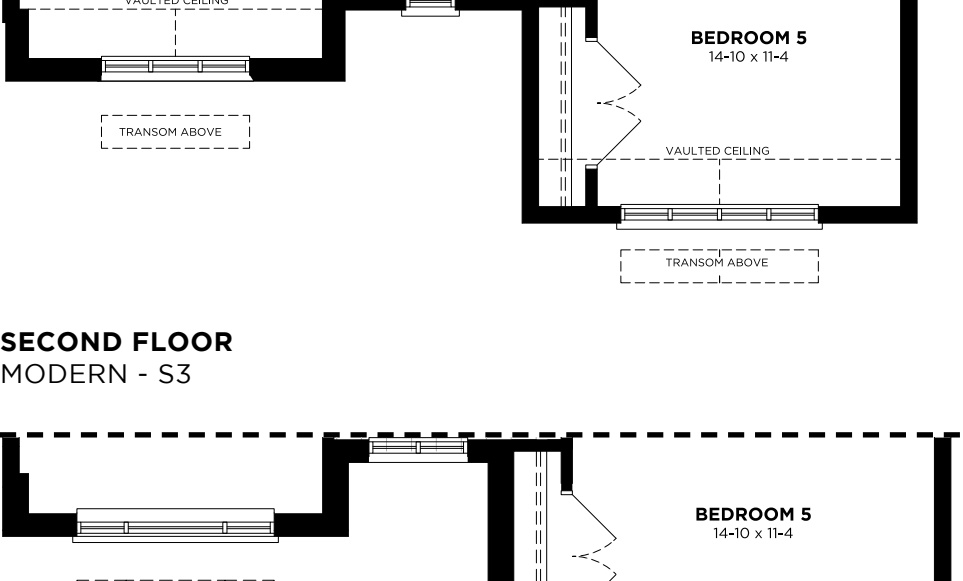 VAULTED CEILING
BEDROOM 5
14-10 x 11-4
TRANSOM ABOVE
VAULTED CEILING
TRANSOM ABOVE
SECOND FLOOR
MODERN - S3
BEDROOM 5
14-10 x 11-4